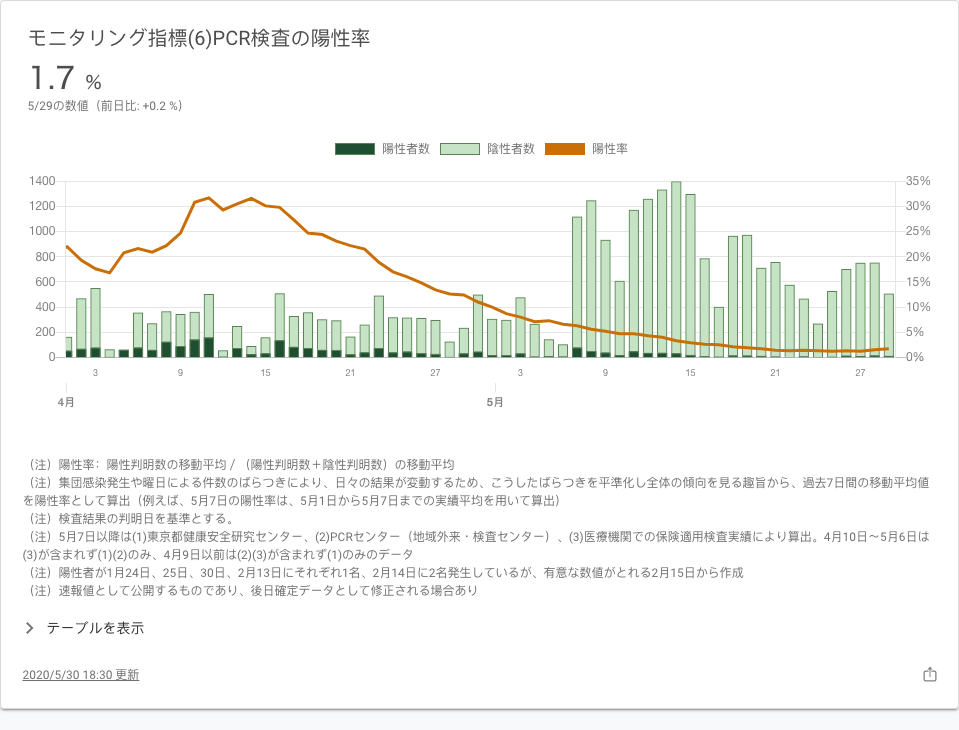 モニタリング指標(6)PCR検査の陽性率
1.7 %
5/29の数値（前日比: +0.2 %）
陽性者数 陰性者数 陽性率
1400 35%
1200 30%
1000 25%
800 20%
600 15%
400 10%
200 5%
0 0%
3 9 15 21 27 3 9 15 21 27
4月 5月
（注）陽性率：陽性判明数の移動平均 / （陽性判明数＋陰性判明数）の移動平均
（注）集団感染発生や曜日による件数のばらつきにより、日々の結果が変動するため、こうしたばらつきを平準化し全体の傾向を見る趣旨から、過去7日間の移動平均値
を陽性率として算出（例えば、5月7日の陽性率は、5月1日から5月7日までの実績平均を用いて算出）
（注）検査結果の判明日を基準とする。
（注）5月7日以降は(1)東京都健康安全研究センター、(2)PCRセンター（地域外来・検査センター）、(3)医療機関での保険適用検査実績により算出。4月10日～5月6日は
(3)が含まれず(1)(2)のみ、4月9日以前は(2)(3)が含まれず(1)のみのデータ
（注）陽性者が1月24日、25日、30日、2月13日にそれぞれ1名、2月14日に2名発生しているが、有意な数値がとれる2月15日から作成
（注）速報値として公開するものであり、後日確定データとして修正される場合あり
テーブルを表示
2020/5/30 18:30 更新